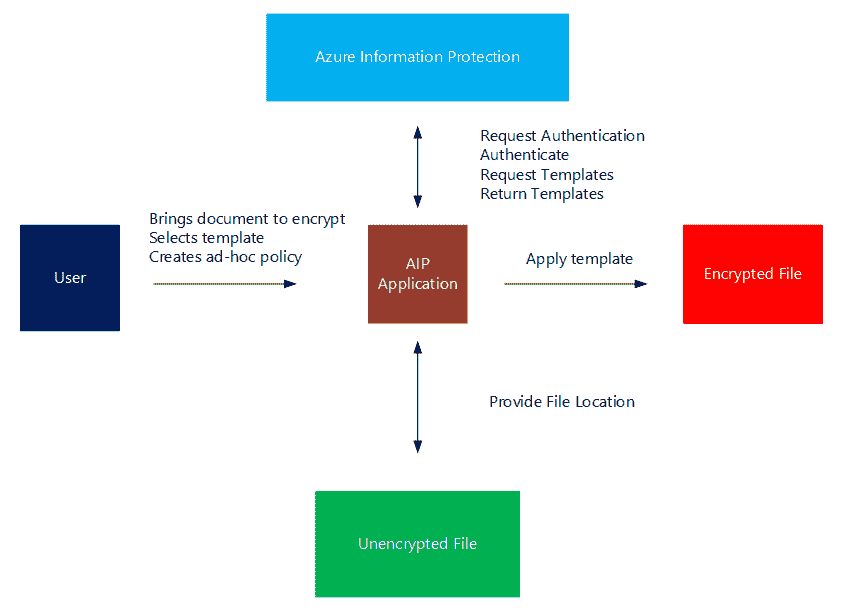 Azure Information Protection
Request Authentication
Authenticate
Request Templates
Return Templates
Brings document to encrypt
Selects template
Creates ad-hoc policy
User
AIP
Application
Apply template
Encrypted File
Provide File Location
Unencrypted File